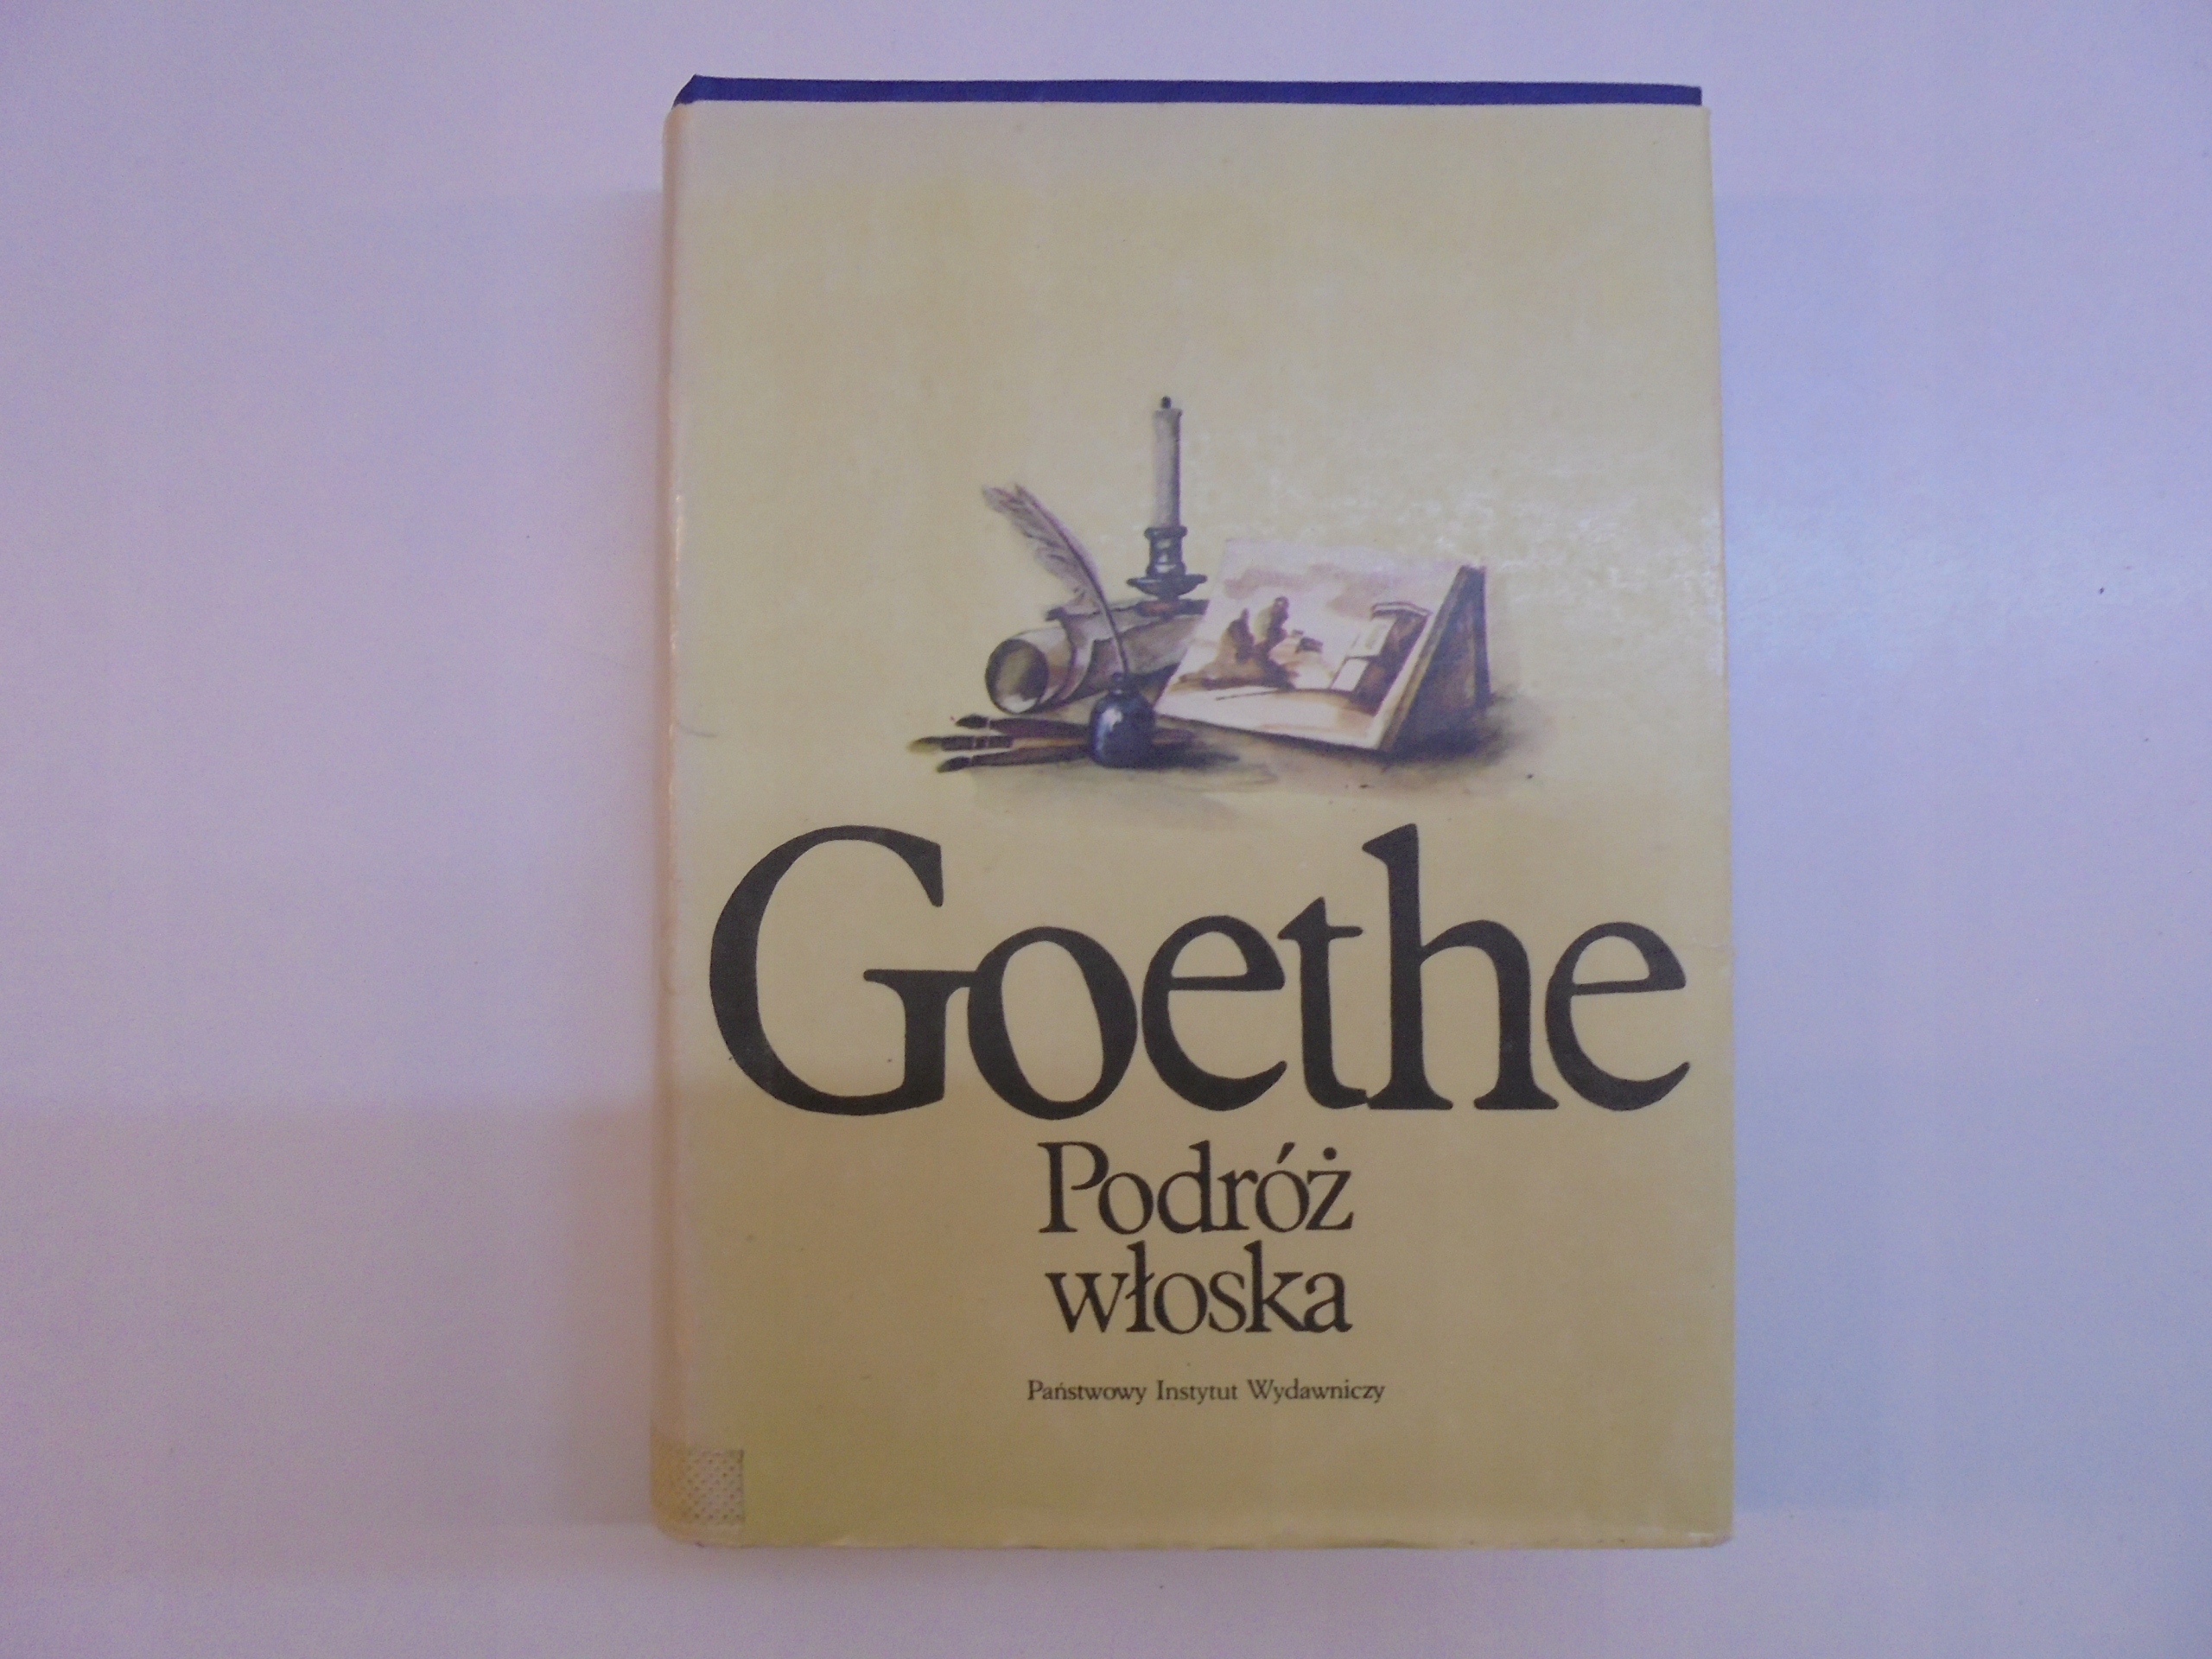 Goethe
Podróż
włoska
Państwowy Instytut Wydawniczy